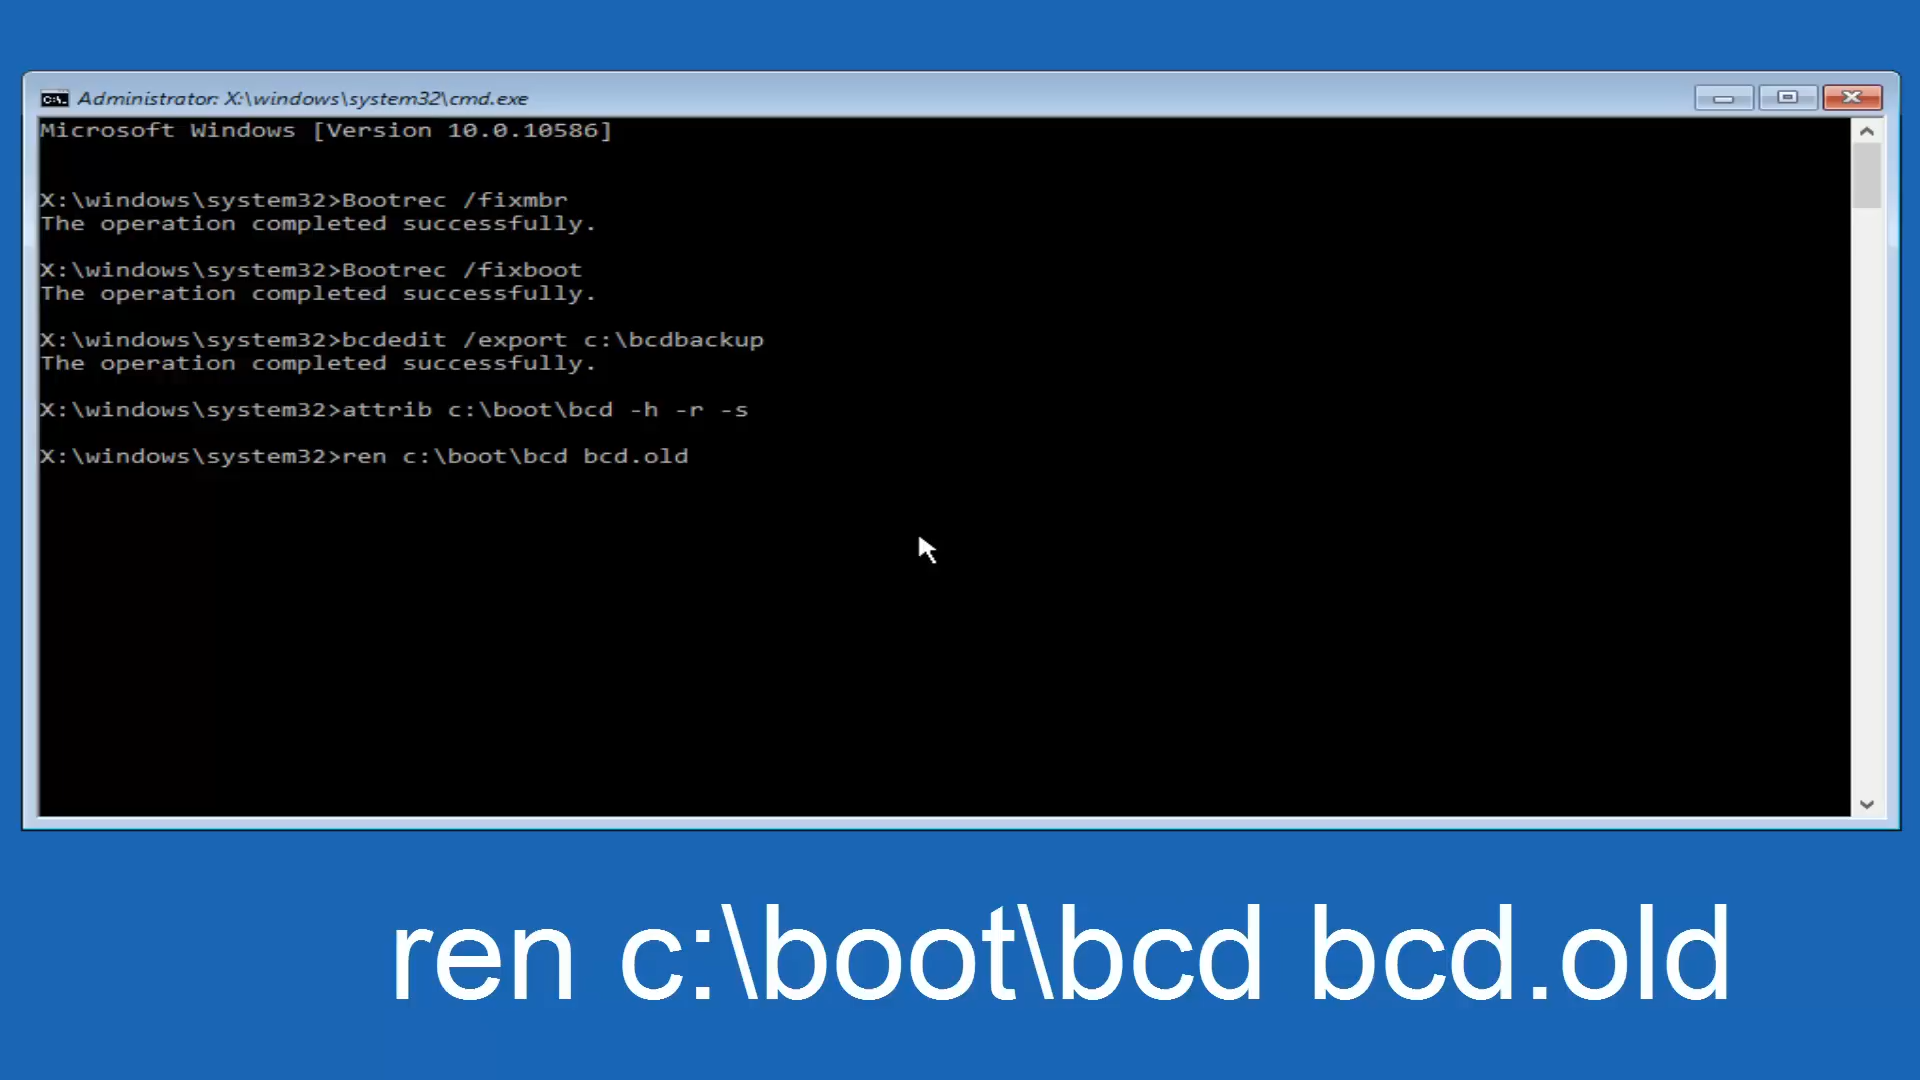 Administrator: X:\windows\system32\cmd.exe
Microsoft Windows [Version 10.0.10586]
X:\windows\system32>Bootrec /fixmbr
The operation completed successfully.
X:\windows\system32>Bootrec /fixboot
The operation completed successfully.
X:\windows\system32>bcdedit /export c:\bcdbackup
The operation completed successfully.
X:\windows\system32>attrib c:\boot\bcd -h -r -s
X:\windows\system32>ren c:\boot\bcd bcd.old
ren c:\boot\bcd bcd.old